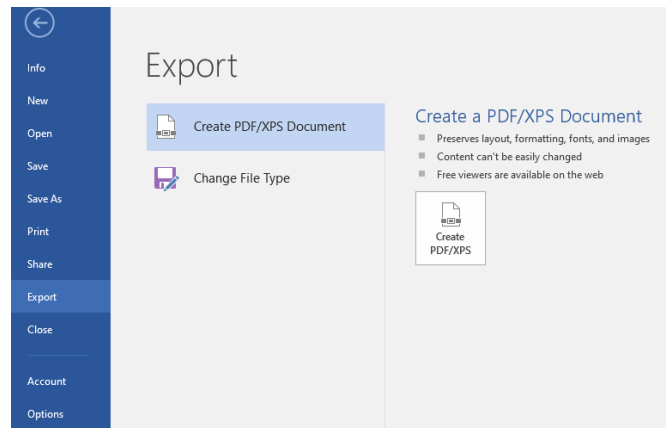 Info
New
Open
Save
Save As
Print
Share
Export
Close
Account
Options
Export
Create PDF/XPS Document
Change File Type
Create a PDF/XPS Document
Preserves layout, formatting, fonts, and images
Content can't be easily changed
Free viewers are available on the web
Create
PDF/XPS